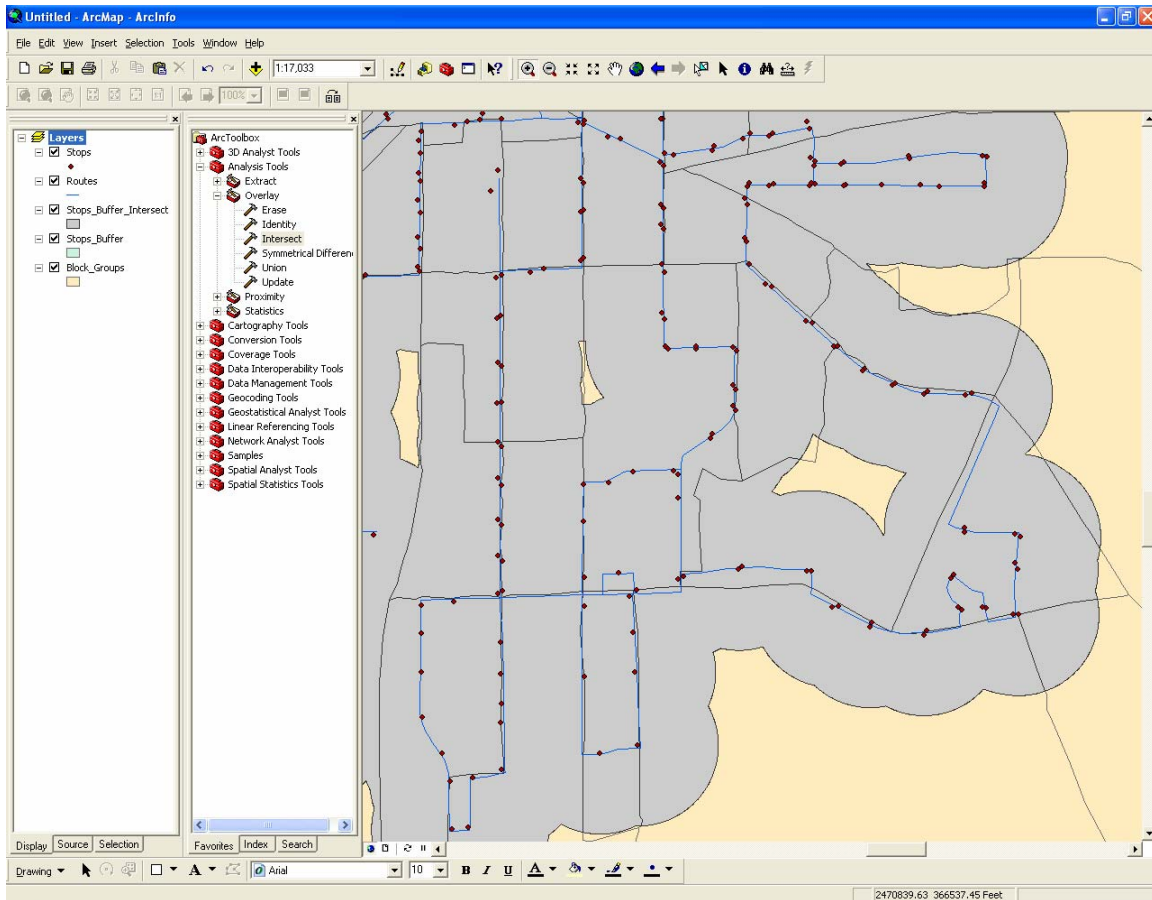 Untitled - ArcMap - ArcInfo
File Edit View Insert Selection Tools Window Help
1:17,033
100%
Layers
Stops
Routes
Stops_Buffer_Intersect
Stops_Buffer
Block_Groups
Display Source Selection
ArcToolbox
3D Analyst Tools
Analysis Tools
Extract
Overlay
Erase
Identity
Intersect
Symmetrical Differen
Union
Update
Proximity
Statistics
Cartography Tools
Conversion Tools
Coverage Tools
Data Interoperability Tools
Data Management Tools
Geocoding Tools
Geostatistical Analyst Tools
Linear Referencing Tools
Network Analyst Tools
Samples
Spatial Analyst Tools
Spatial Statistics Tools
Favorites Index Search
Drawing A Arial 10 B I U A
2470839.63 366537.45 Feet